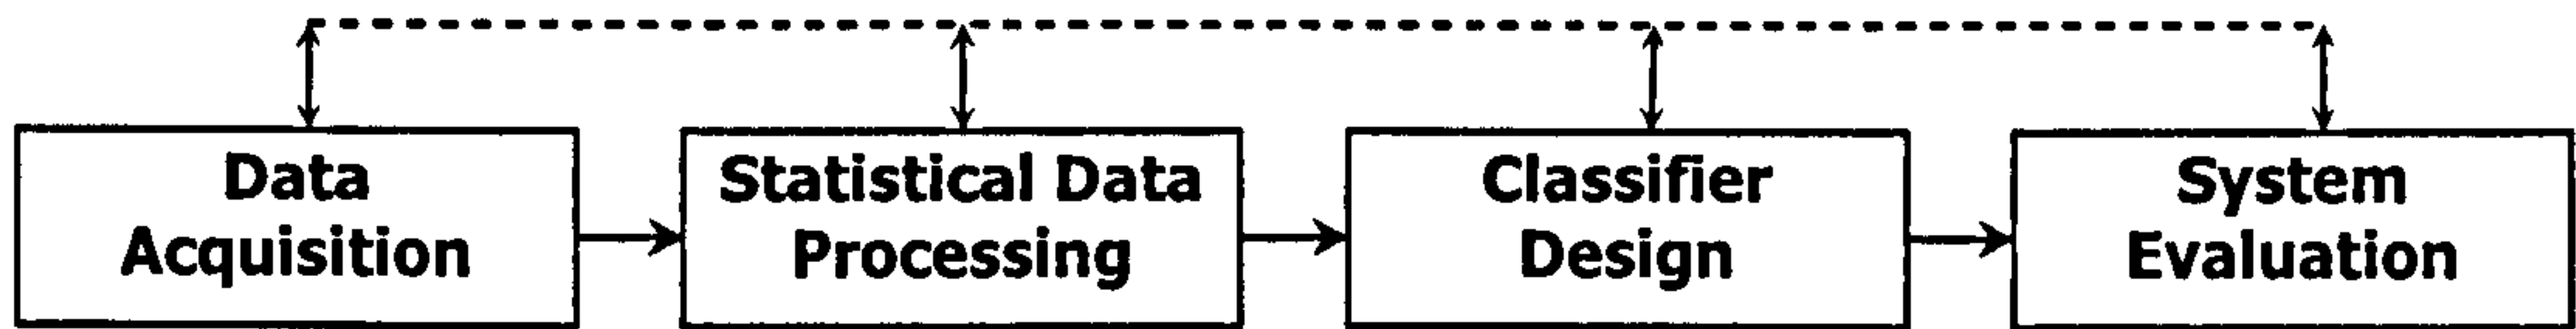 Data
Acquisition
Statistical Data
Processing
Classifier
Design
System
Evaluation